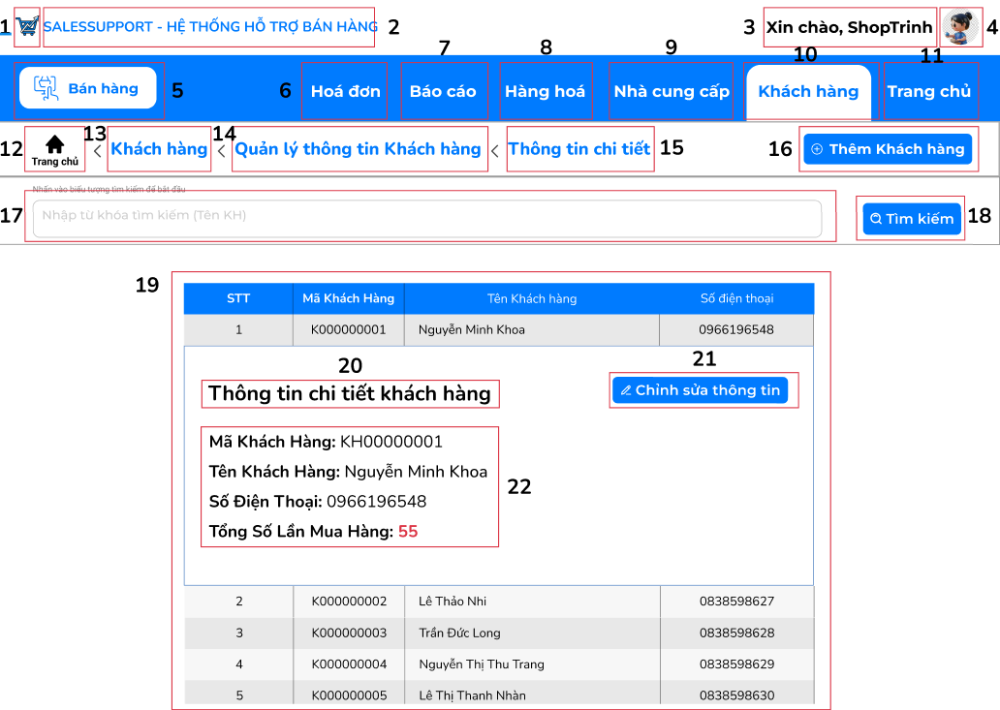 1 SALESSUPPORT - HỆ THỐNG HỖ TRỢ BÁN HÀNG 2 3 Xin chào, ShopTrinh 4
7 8 9 10 11
Bán hàng 5 6 Hoá đơn Báo cáo Hàng hoá Nhà cung cấp Khách hàng Trang chủ
12 Trang chủ 13 < Khách hàng 14 < Quản lý thông tin Khách hàng < Thông tin chi tiết 15 16 Thêm Khách hàng
Nhấn vào biểu tượng tìm kiếm để bắt đầu
17 Nhập từ khóa tìm kiếm (Tên KH) Tìm kiếm 18
19
STT Mã Khách Hàng Tên Khách hàng Số điện thoại
1 K000000001 Nguyễn Minh Khoa 0966196548
20 21
Thông tin chi tiết khách hàng Chỉnh sửa thông tin
Mã Khách Hàng: KH00000001
Tên Khách Hàng: Nguyễn Minh Khoa
22
Số Điện Thoại: 0966196548
Tổng Số Lần Mua Hàng: 55
2 K000000002 Lê Thảo Nhi 0838598627
3 K000000003 Trần Đức Long 0838598628
4 K000000004 Nguyễn Thị Thu Trang 0838598629
5 K000000005 Lê Thị Thanh Nhàn 0838598630